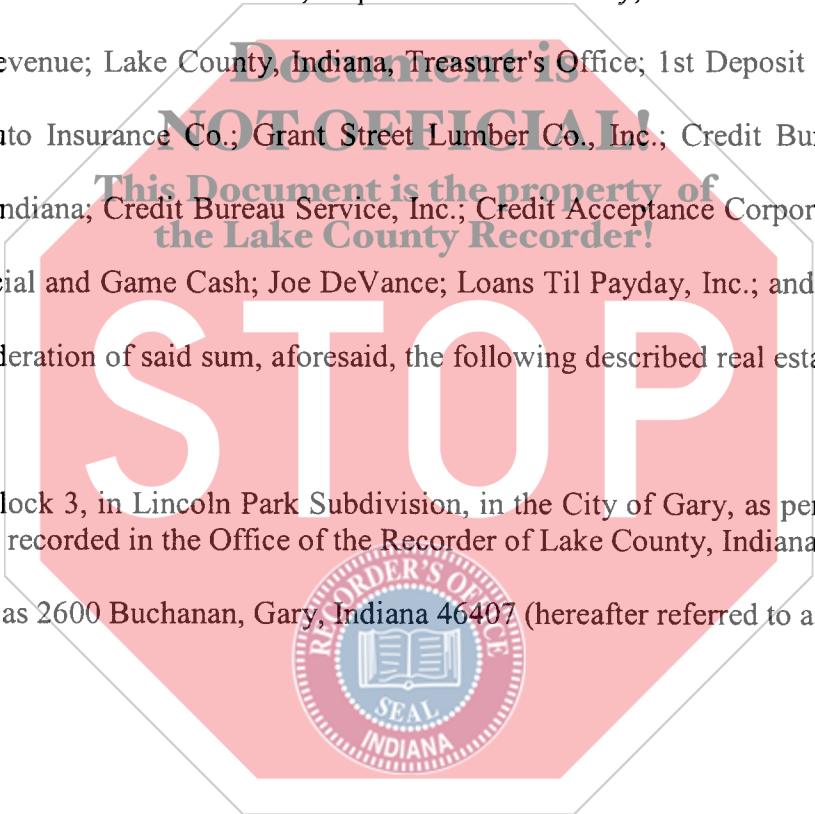 evenue; Lake County, Indiana, Treasurer's Office; 1st Deposit
Document is
uto Insurance Co.; Grant Street Lumber Co., Inc.; Credit Bu
NOT OFFICIAL!
This Document is the property of
ndiana; Credit Bureau Service, Inc.; Credit Acceptance Corpor
the Lake County Recorder!
cial and Game Cash; Joe DeVance; Loans Til Payday, Inc.; and
STOP
deration of said sum, aforesaid, the following described real esta
lock 3, in Lincoln Park Subdivision, in the City of Gary, as per
recorded in the Office of the Recorder of Lake County, Indiana
as 2600 Buchanan, Gary, Indiana 46407 (hereafter referred to a
RECORDER'S OFFICE
SEAL
INDIANA